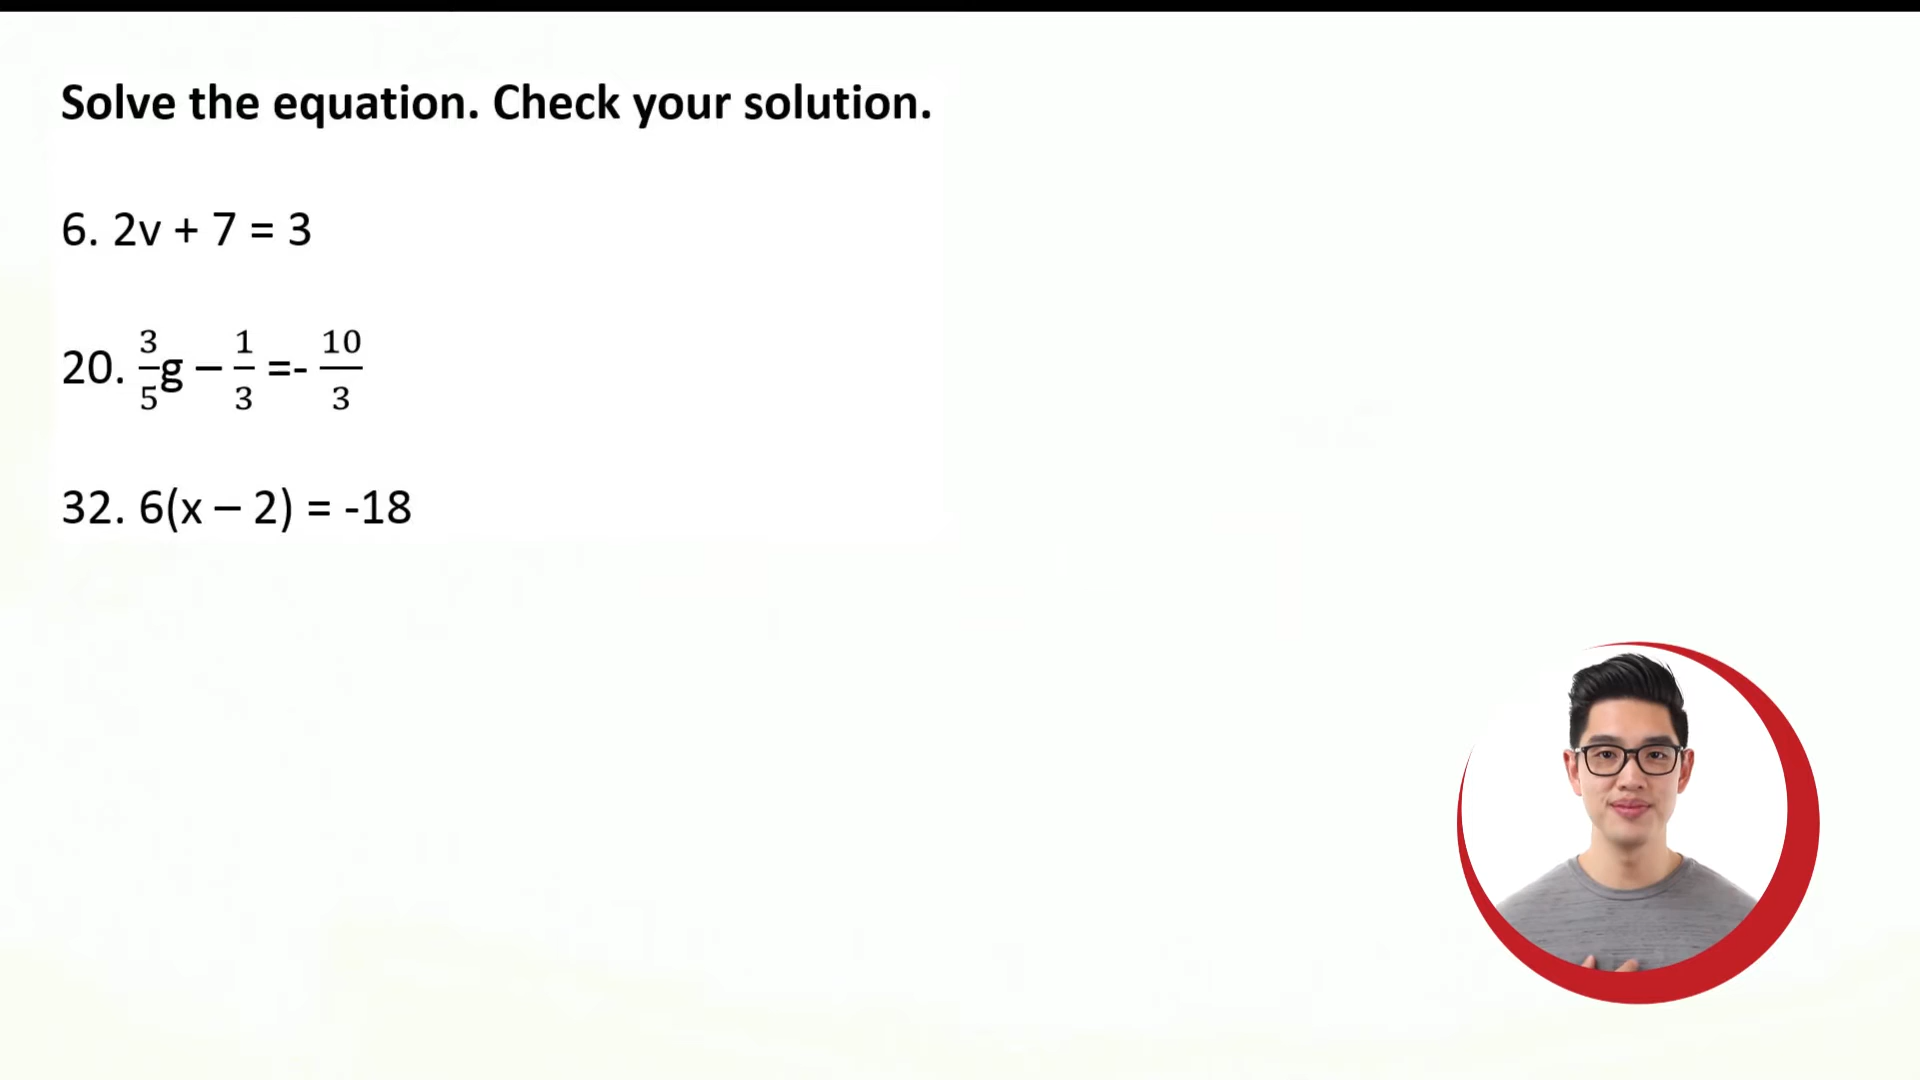 Solve the equation. Check your solution.
6. 2v + 7 = 3
20. 3/5g – 1/3 =- 10/3
32. 6(x – 2) = -18